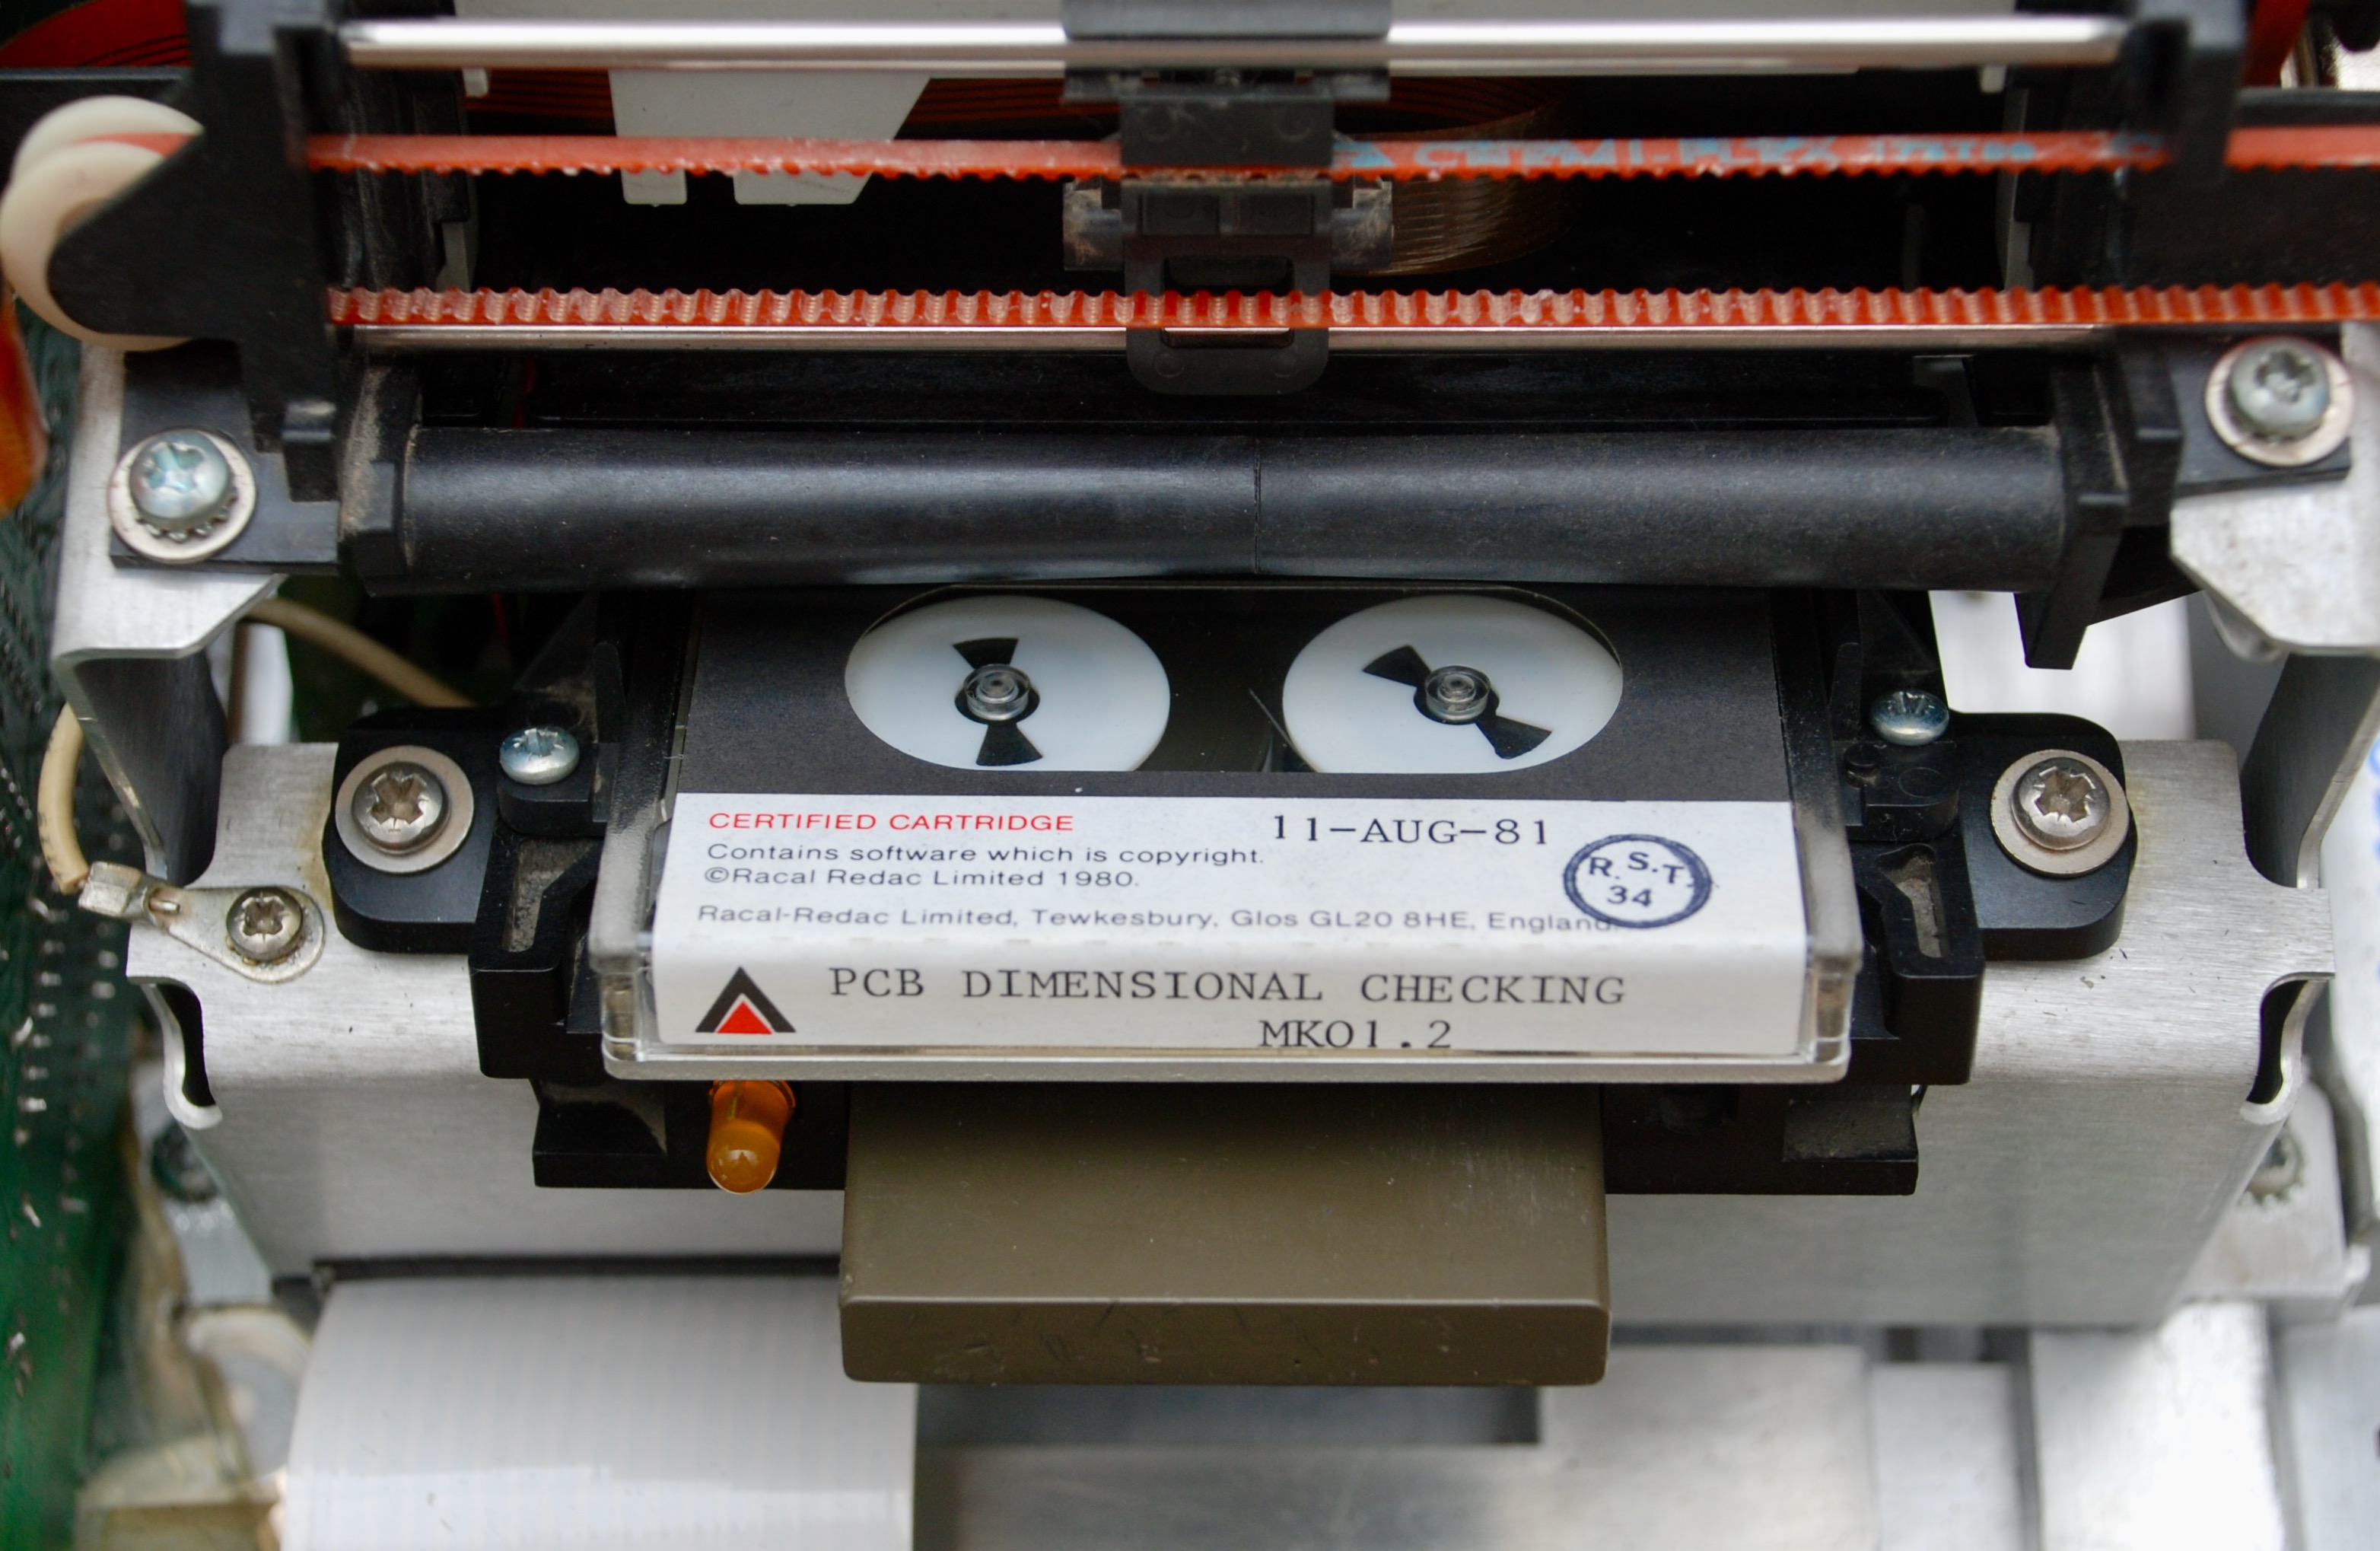 CERTIFIED CARTRIDGE
11-AUG-81
Contains software which is copyright.
©Racal Redac Limited 1980.
R.S.T.
34
Racal-Redac Limited, Tewkesbury, Glos GL20 8HE, England.
PCB DIMENSIONAL CHECKING
MK01.2